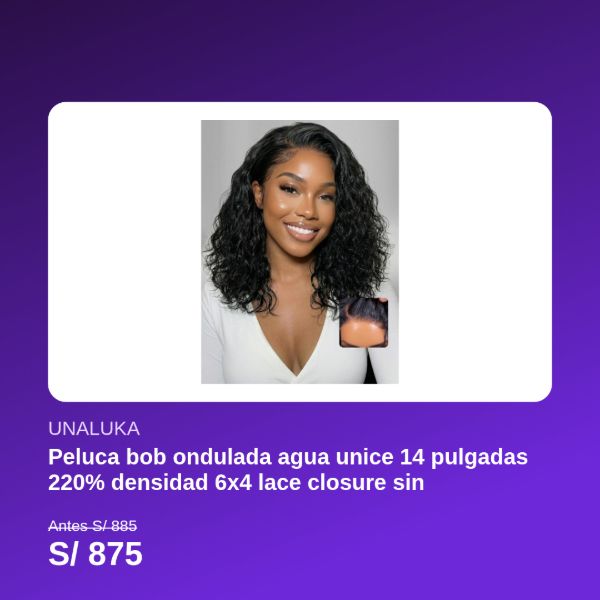 UNALUKA
Peluca bob ondulada agua unice 14 pulgadas
220% densidad 6x4 lace closure sin
Antes S/ 885
S/ 875